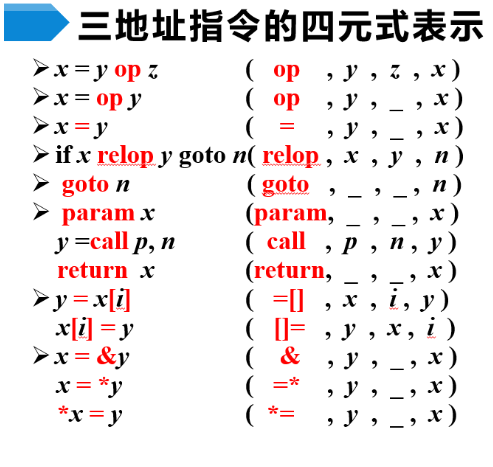 三地址指令的四元式表示
➢ x = y op z ( op , y , z , x )
➢ x = op y ( op , y , _ , x )
➢ x = y ( = , y , _ , x )
➢ if x relop y goto n ( relop , x , y , n )
➢ goto n ( goto , _ , _ , n )
➢ param x (param, _ , _ , x )
y =call p, n ( call , p , n , y )
return x (return, _ , _ , x )
➢ y = x[i] ( =[] , x , i , y )
x[i] = y ( []= , y , x , i )
➢ x = &y ( & , y , _ , x )
x = *y ( =* , y , _ , x )
*x = y ( *= , y , _ , x )